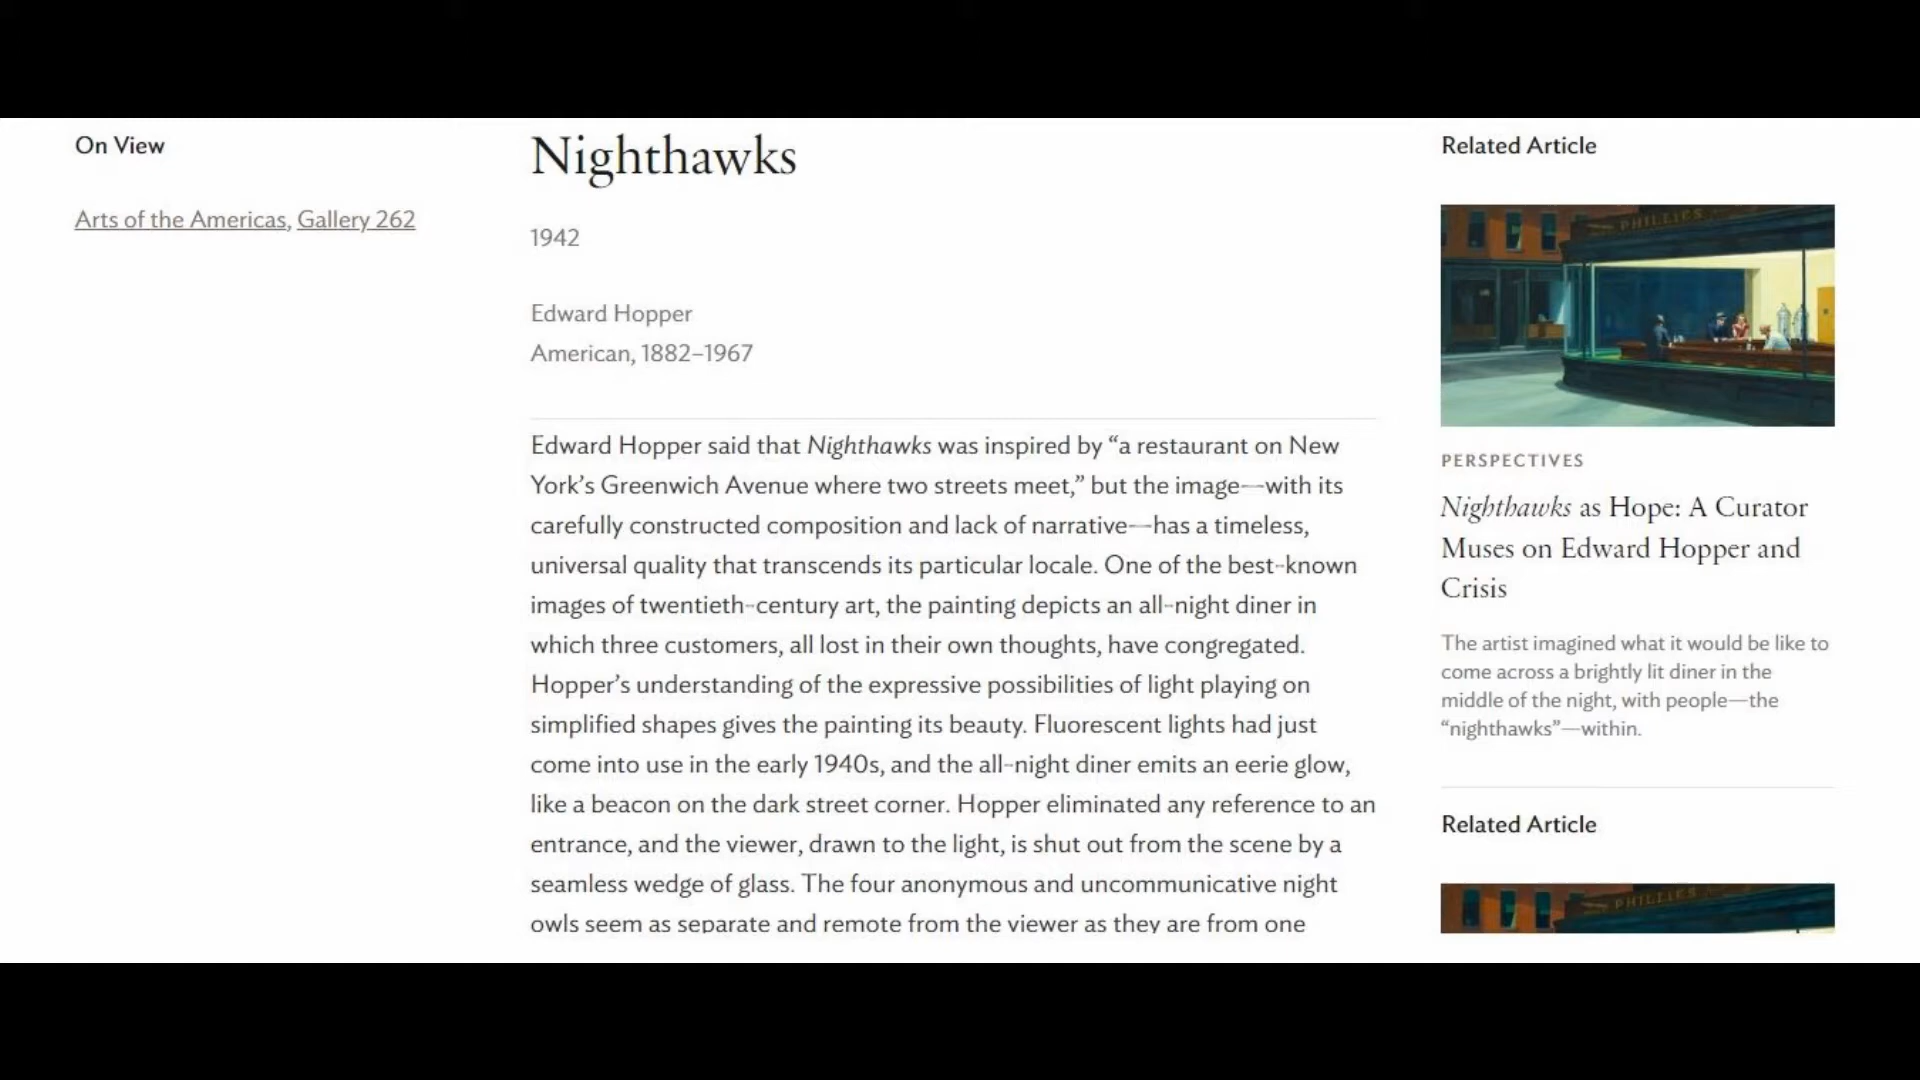 On View
Arts of the Americas, Gallery 262
Nighthawks
1942
Edward Hopper
American, 1882–1967
Edward Hopper said that Nighthawks was inspired by “a restaurant on New
York’s Greenwich Avenue where two streets meet,” but the image—with its
carefully constructed composition and lack of narrative—has a timeless,
universal quality that transcends its particular locale. One of the best-known
images of twentieth-century art, the painting depicts an all-night diner in
which three customers, all lost in their own thoughts, have congregated.
Hopper’s understanding of the expressive possibilities of light playing on
simplified shapes gives the painting its beauty. Fluorescent lights had just
come into use in the early 1940s, and the all-night diner emits an eerie glow,
like a beacon on the dark street corner. Hopper eliminated any reference to an
entrance, and the viewer, drawn to the light, is shut out from the scene by a
seamless wedge of glass. The four anonymous and uncommunicative night
owls seem as separate and remote from the viewer as they are from one
Related Article
PHILLIES
PERSPECTIVES
Nighthawks as Hope: A Curator
Muses on Edward Hopper and
Crisis
The artist imagined what it would be like to
come across a brightly lit diner in the
middle of the night, with people—the
“nighthawks”—within.
Related Article
PHILLIES